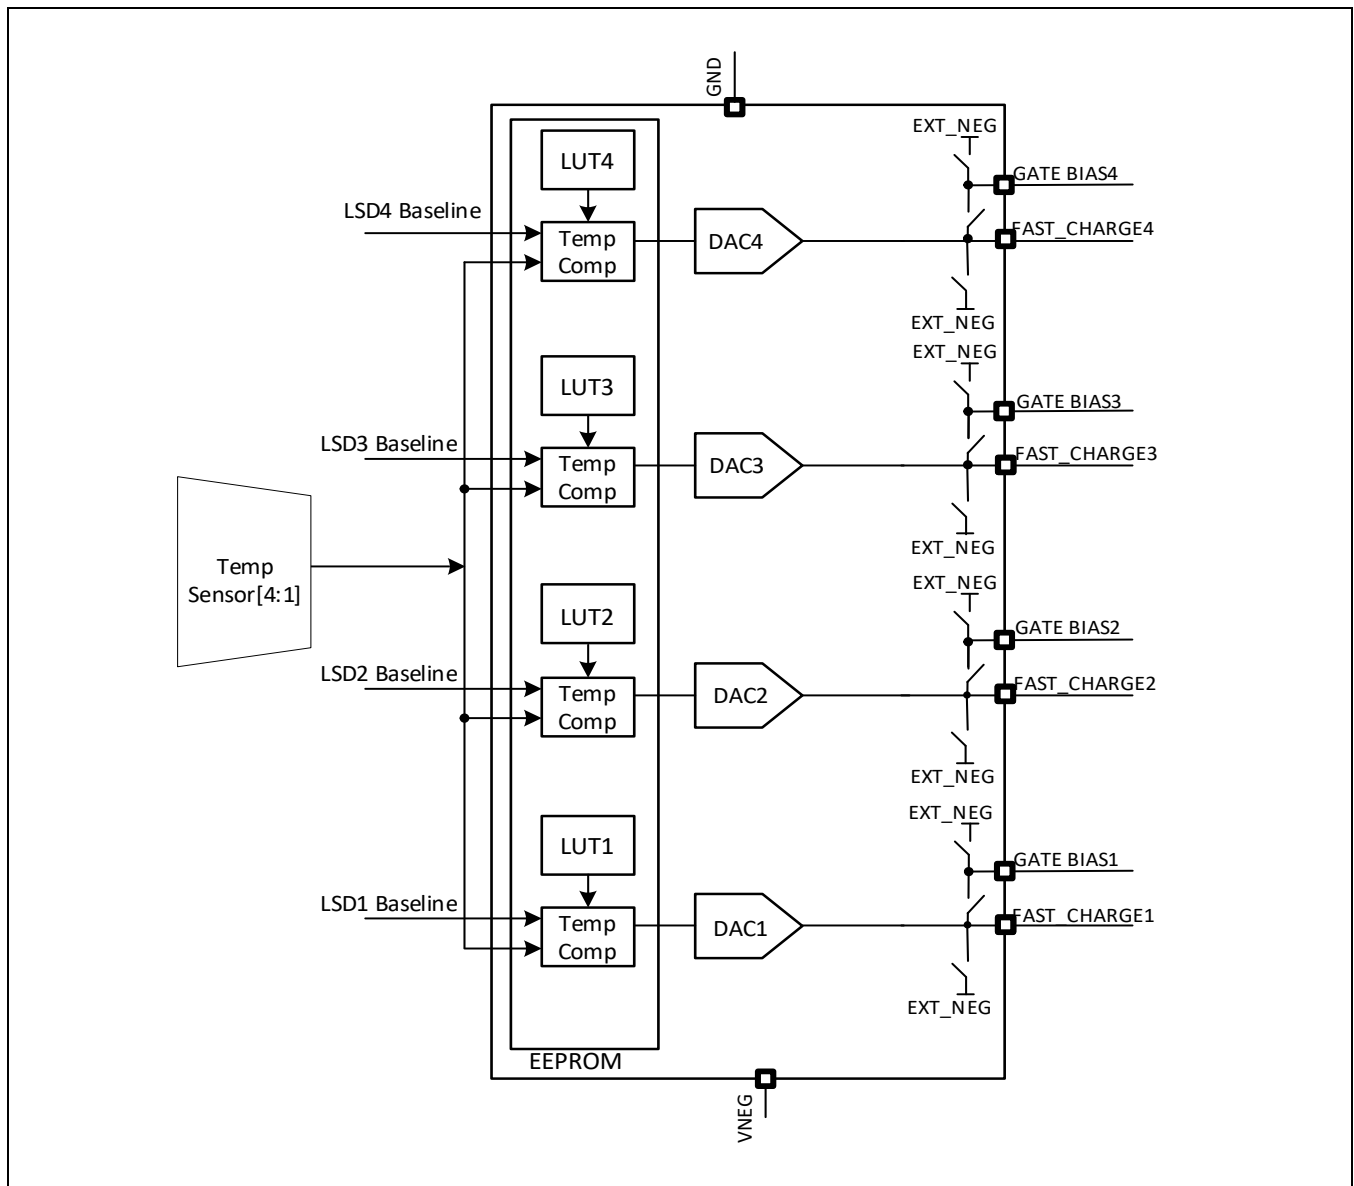 GND
EXT_NEG
LUT4
GATE BIAS4
LSD4 Baseline
FAST_CHARGE4
Temp
Comp
DAC4
EXT_NEG
EXT_NEG
LUT3
GATE BIAS3
LSD3 Baseline
FAST_CHARGE3
Temp
Comp
DAC3
EXT_NEG
Temp
Sensor[4:1]
EXT_NEG
LUT2
GATE BIAS2
LSD2 Baseline
FAST_CHARGE2
Temp
Comp
DAC2
EXT_NEG
EXT_NEG
LUT1
GATE BIAS1
LSD1 Baseline
FAST_CHARGE1
Temp
Comp
DAC1
EXT_NEG
EEPROM
VNEG